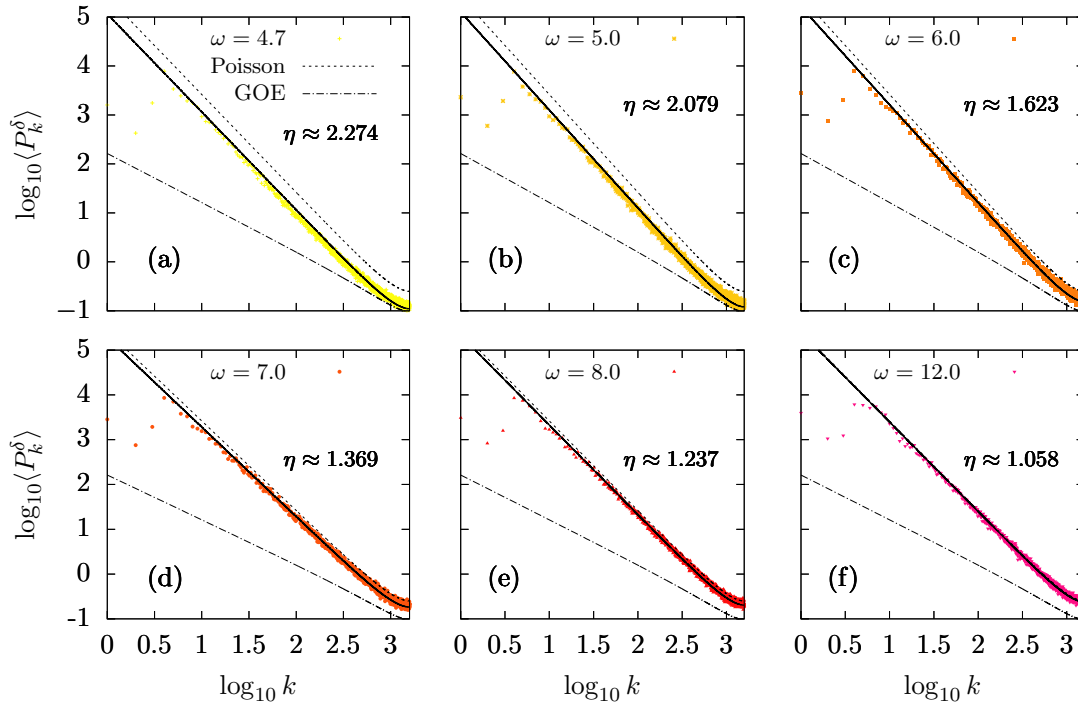 log₁₀⟨Pₖᵟ⟩
5
4
3
2
1
0
−1
ω = 4.7
Poisson
GOE
η ≈ 2.274
(a)
ω = 5.0
η ≈ 2.079
(b)
ω = 6.0
η ≈ 1.623
(c)
log₁₀⟨Pₖᵟ⟩
5
4
3
2
1
0
-1
ω = 7.0
η ≈ 1.369
(d)
ω = 8.0
η ≈ 1.237
(e)
ω = 12.0
η ≈ 1.058
(f)
0 0.5 1 1.5 2 2.5 3
0 0.5 1 1.5 2 2.5 3
0 0.5 1 1.5 2 2.5 3
log₁₀ k
log₁₀ k
log₁₀ k